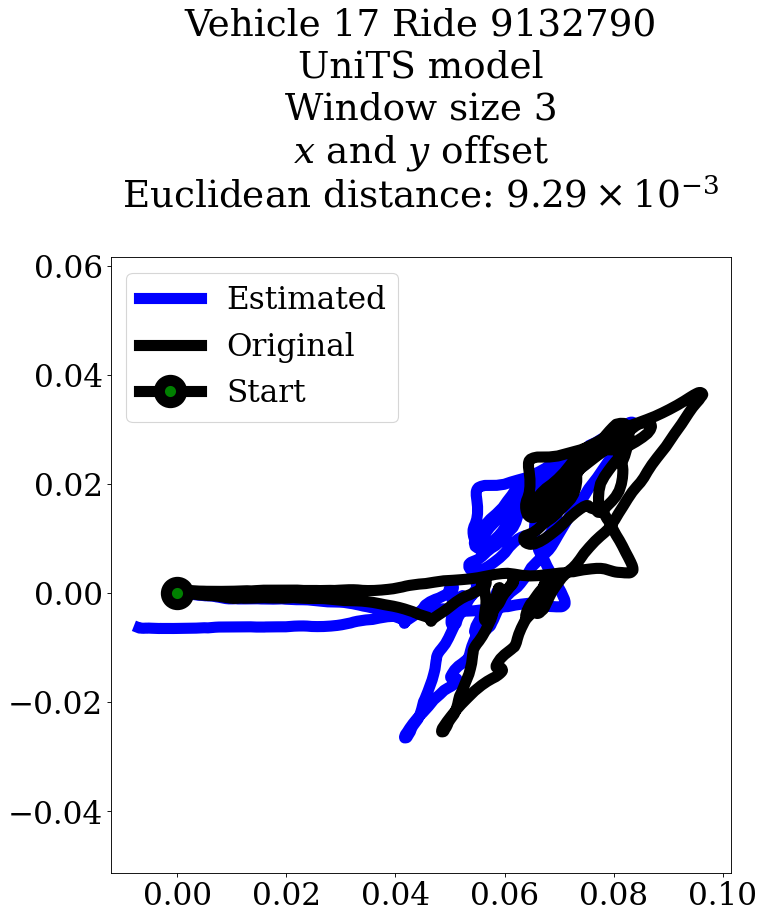 Vehicle 17 Ride 9132790
UniTS model
Window size 3
x and y offset
Euclidean distance: 9.29 × 10⁻³
0.06
0.04
0.02
0.00
−0.02
−0.04
Estimated
Original
Start
0.00 0.02 0.04 0.06 0.08 0.10